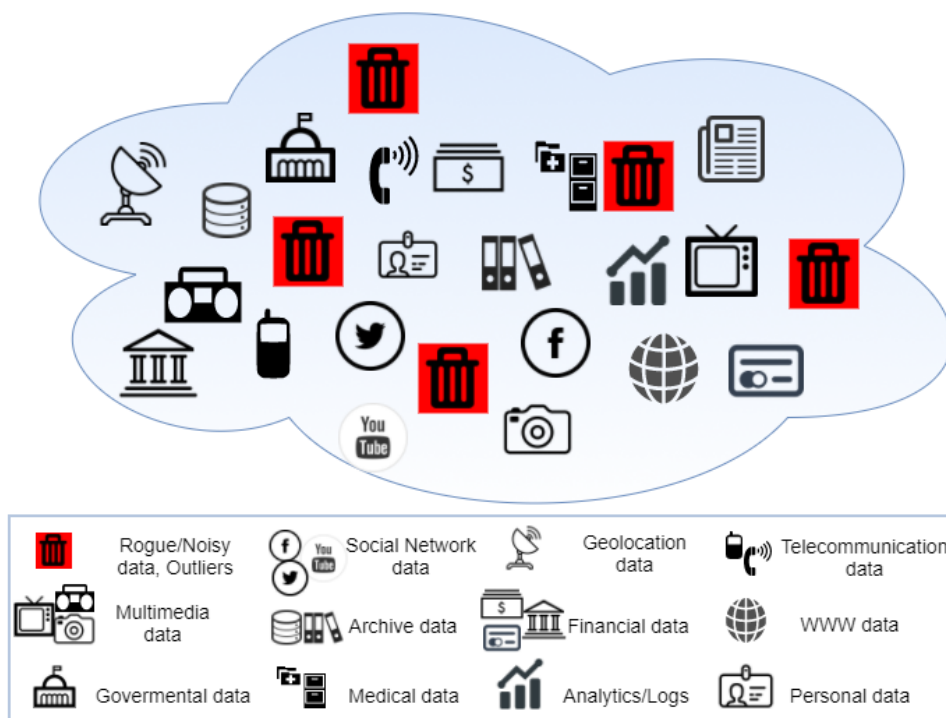 $
f
You
Tube
Rogue/Noisy
data, Outliers
f
You
Tube
Social Network
data
Geolocation
data
Telecommunication
data
Multimedia
data
Archive data
$
Financial data
WWW data
Govermental data
Medical data
Analytics/Logs
Personal data